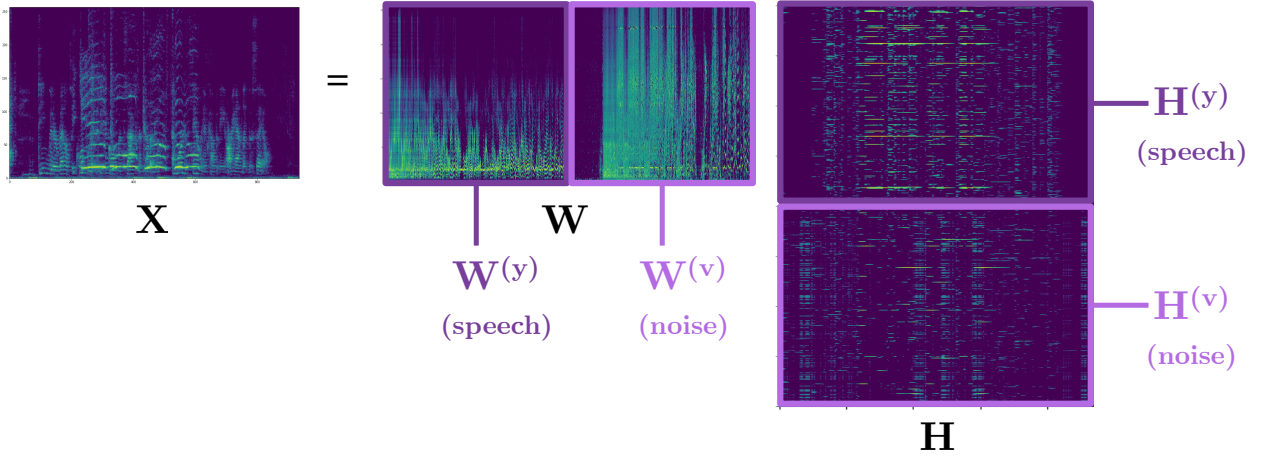 X
=
W
W(y)
(speech)
W(v)
(noise)
H(y)
(speech)
H(v)
(noise)
H